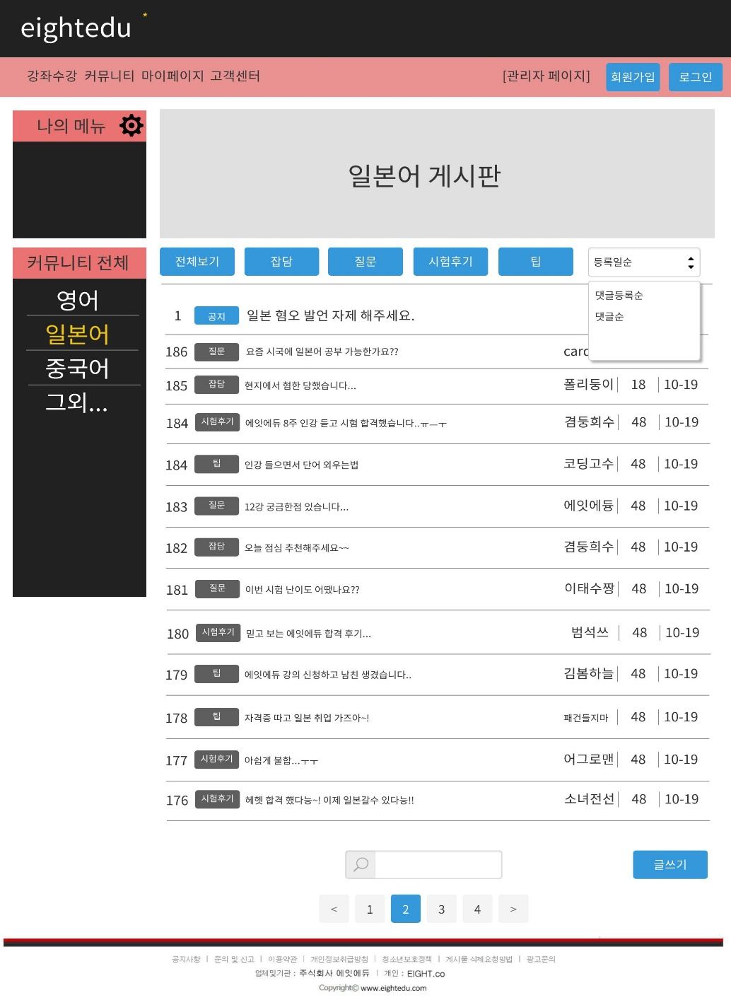 eightedu
강좌수강 커뮤니티 마이페이지 고객센터 [관리자 페이지] 회원가입 로그인
나의 메뉴
일본어 게시판
커뮤니티 전체
영어
일본어
중국어
그외...
전체보기 잡담 질문 시험후기 팁 등록일순
댓글등록순
댓글순
1 공지 일본 혐오 발언 자제 해주세요.
186 질문 요즘 시국에 일본어 공부 가능한가요??
185 잡담 현지에서 혐한 당했습니다... 폴리둥이 18 10-19
184 시험후기 에잇에듀 8주 인강 듣고 시험 합격했습니다..ㅠㅡㅜ 겸둥희수 48 10-19
184 팁 인강 들으면서 단어 외우는법 코딩고수 48 10-19
183 질문 12강 궁금한점 있습니다... 에잇에듕 48 10-19
182 잡담 오늘 점심 추천해주세요~~ 겸둥희수 48 10-19
181 질문 이번 시험 난이도 어땠나요?? 이태수짱 48 10-19
180 시험후기 믿고 보는 에잇에듀 합격 후기... 범석쓰 48 10-19
179 팁 에잇에듀 강의 신청하고 남친 생겼습니다.. 김봄하늘 48 10-19
178 팁 자격증 따고 일본 취업 가즈아~! 패건들지마 48 10-19
177 시험후기 아쉽게 불합...ㅜㅜ 어그로맨 48 10-19
176 시험후기 헤헷 합격 했다능~! 이제 일본갈수 있다능!! 소녀전선 48 10-19
글쓰기
< 1 2 3 4 >
공지사항 | 문의 및 신고 | 이용약관 | 개인정보취급방침 | 청소년보호정책 | 게시물 삭제요청방법 | 광고문의
업체및기관 : 주식회사 에잇에듀 | 개인 : EIGHT.co
Copyright© www.eightedu.com